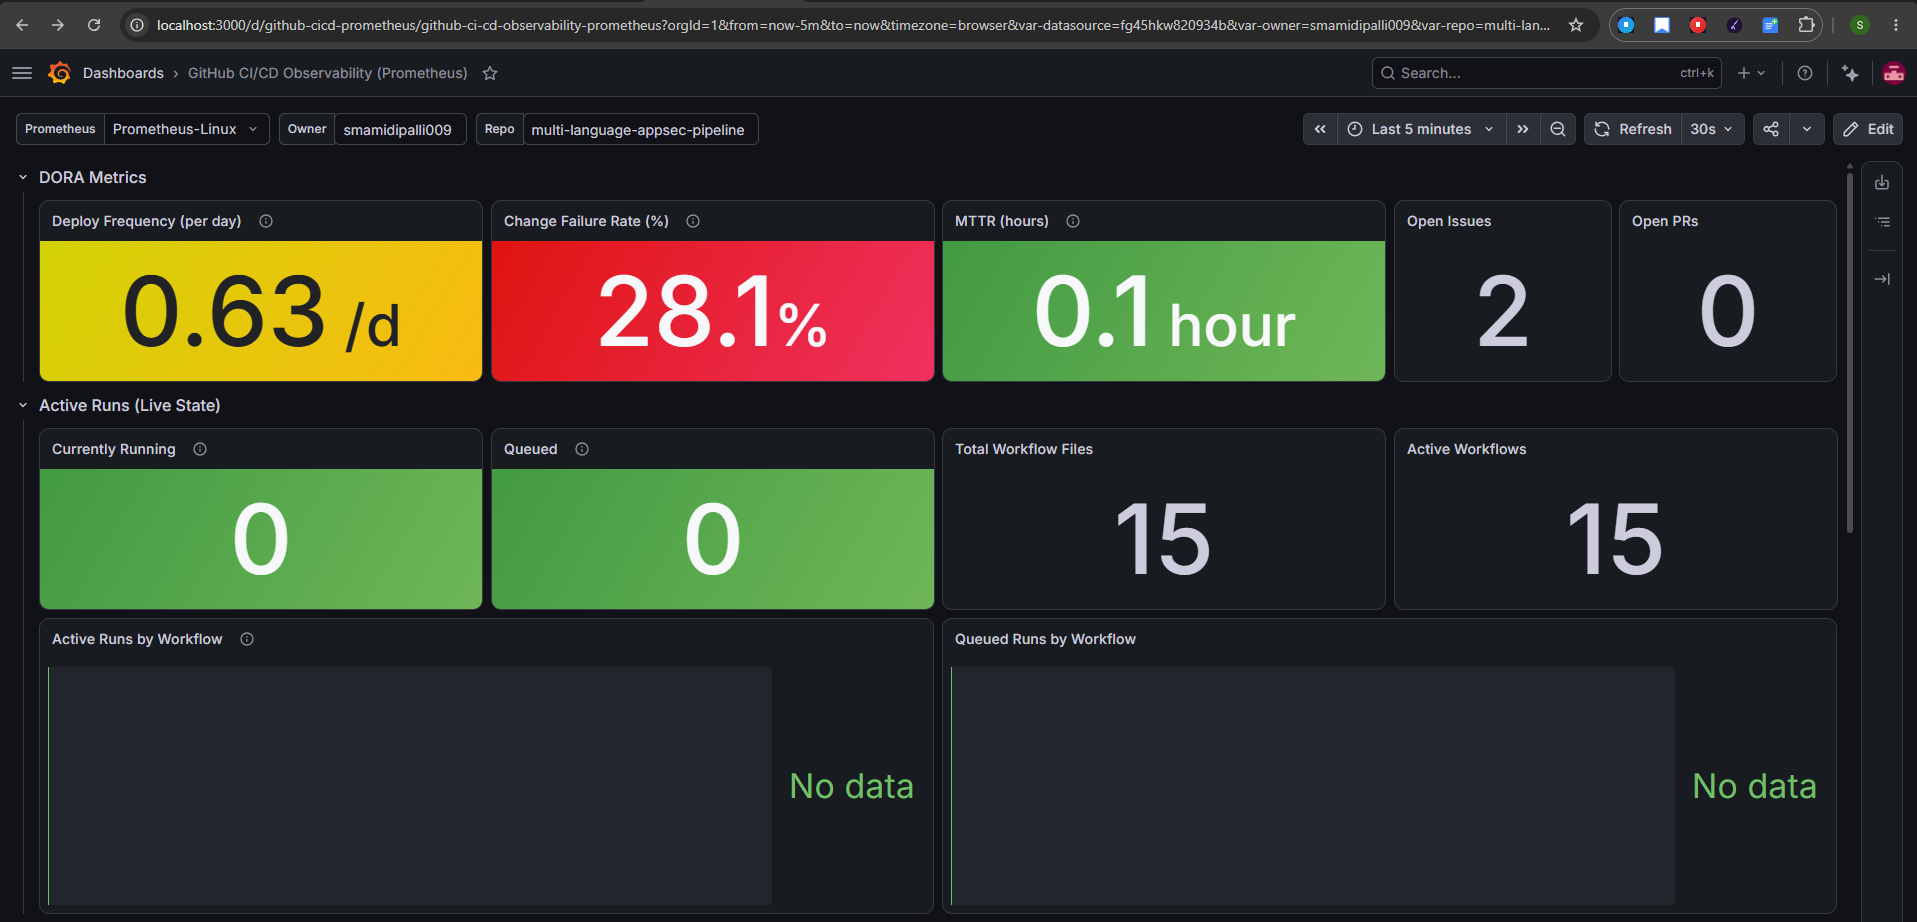 localhost:3000/d/github-cicd-prometheus/github-ci-cd-observability-prometheus?orgId=1&from=now-5m&to=now&timezone=browser&var-datasource=fg45hkw820934b&var-owner=smamidipalli009&var-repo=multi-lan...
S
Dashboards › GitHub CI/CD Observability (Prometheus)
Search... ctrl+k
Prometheus Prometheus-Linux Owner smamidipalli009 Repo multi-language-appsec-pipeline
Last 5 minutes Refresh 30s Edit
DORA Metrics
Deploy Frequency (per day) Change Failure Rate (%) MTTR (hours) Open Issues Open PRs
0.63 /d 28.1% 0.1 hour 2 0
Active Runs (Live State)
Currently Running Queued Total Workflow Files Active Workflows
0 0 15 15
Active Runs by Workflow Queued Runs by Workflow
No data No data